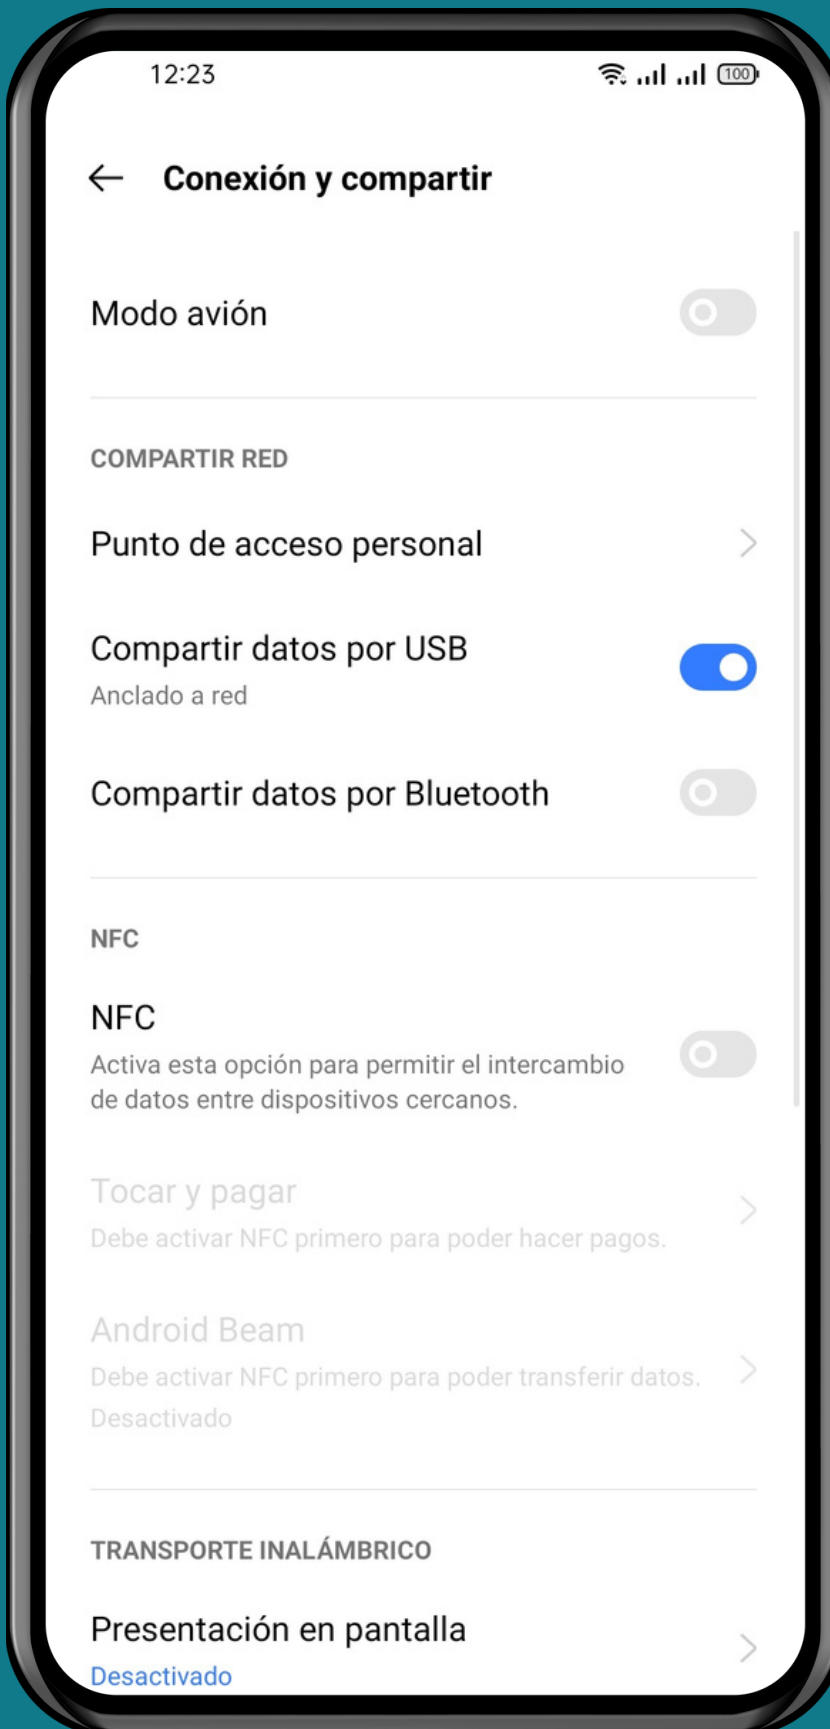 12:23
100
Conexión y compartir
Modo avión
COMPARTIR RED
Punto de acceso personal
Compartir datos por USB
Anclado a red
Compartir datos por Bluetooth
NFC
NFC
Activa esta opción para permitir el intercambio
de datos entre dispositivos cercanos.
Tocar y pagar
Debe activar NFC primero para poder hacer pagos.
Android Beam
Debe activar NFC primero para poder transferir datos.
Desactivado
TRANSPORTE INALÁMBRICO
Presentación en pantalla
Desactivado